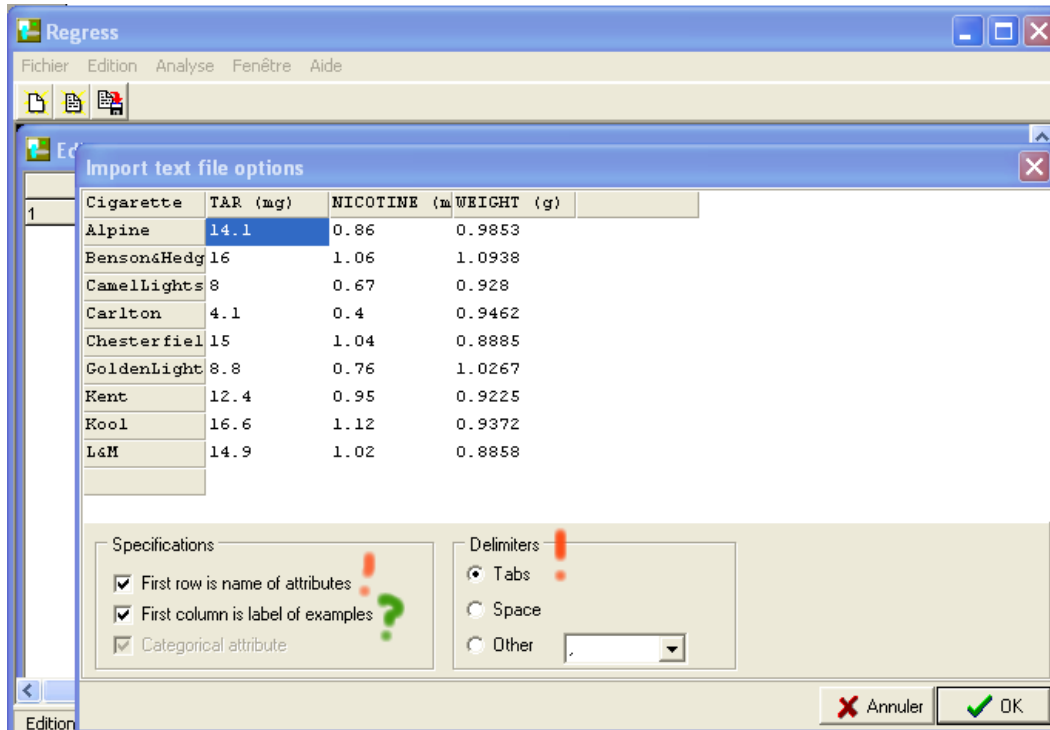 Regress
Fichier Edition Analyse Fenêtre Aide
Import text file options
1
Cigarette TAR (mg) NICOTINE (m WEIGHT (g)
Alpine 14.1 0.86 0.9853
Benson&Hedg 16 1.06 1.0938
CamelLights 8 0.67 0.928
Carlton 4.1 0.4 0.9462
Chesterfiel 15 1.04 0.8885
GoldenLight 8.8 0.76 1.0267
Kent 12.4 0.95 0.9225
Kool 16.6 1.12 0.9372
L&M 14.9 1.02 0.8858
Specifications
First row is name of attributes !
First column is label of examples ?
Categorical attribute
Delimiters !
Tabs
Space
Other ,
Annuler OK
Edition